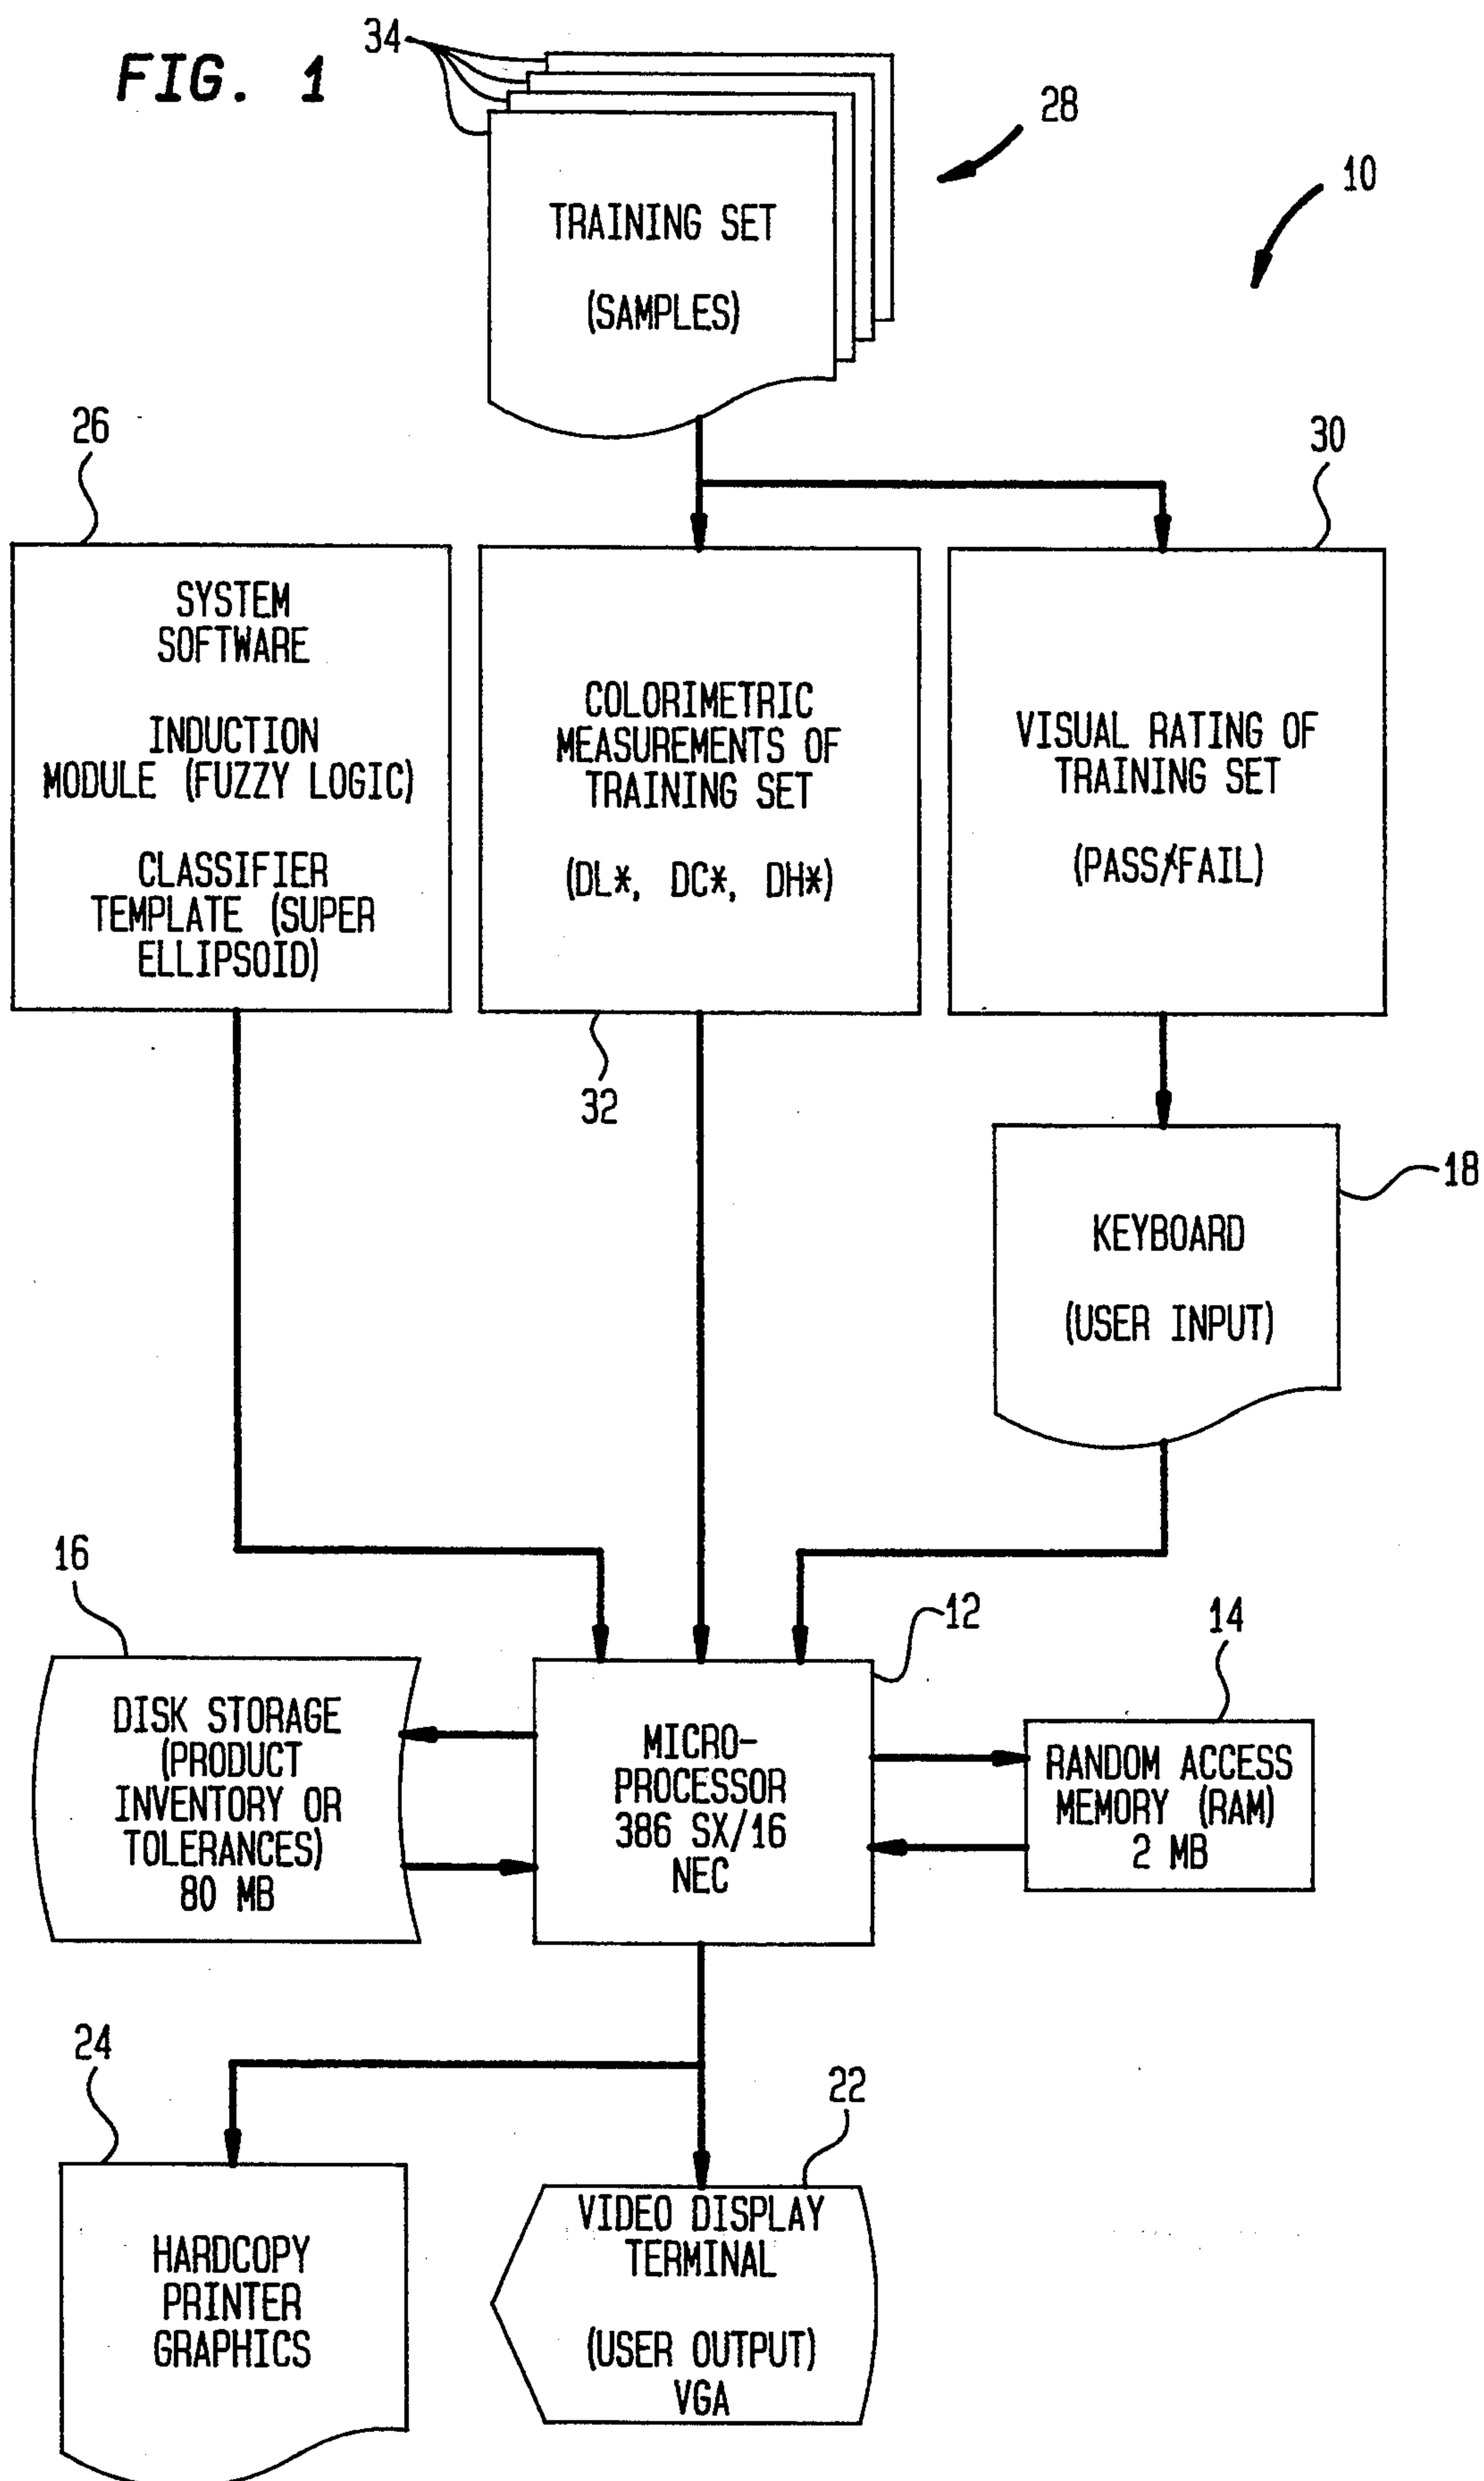 FIG. 1
34
28
10
TRAINING SET
(SAMPLES)
26
30
SYSTEM
SOFTWARE
INDUCTION
MODULE (FUZZY LOGIC)
CLASSIFIER
TEMPLATE (SUPER
ELLIPSOID)
COLORIMETRIC
MEASUREMENTS OF
TRAINING SET
(DL*, DC*, DH*)
32
VISUAL RATING OF
TRAINING SET
(PASS/FAIL)
18
KEYBOARD
(USER INPUT)
16
12
14
DISK STORAGE
(PRODUCT
INVENTORY OR
TOLERANCES)
80 MB
MICRO-
PROCESSOR
386 SX/16
NEC
RANDOM ACCESS
MEMORY (RAM)
2 MB
24
22
HARDCOPY
PRINTER
GRAPHICS
VIDEO DISPLAY
TERMINAL
(USER OUTPUT)
VGA